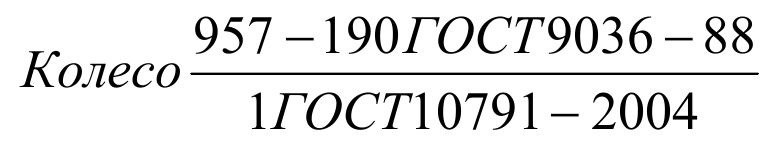 957 – 190 ГОСТ 9036 – 88
Колесо
1 ГОСТ 10791 – 2004